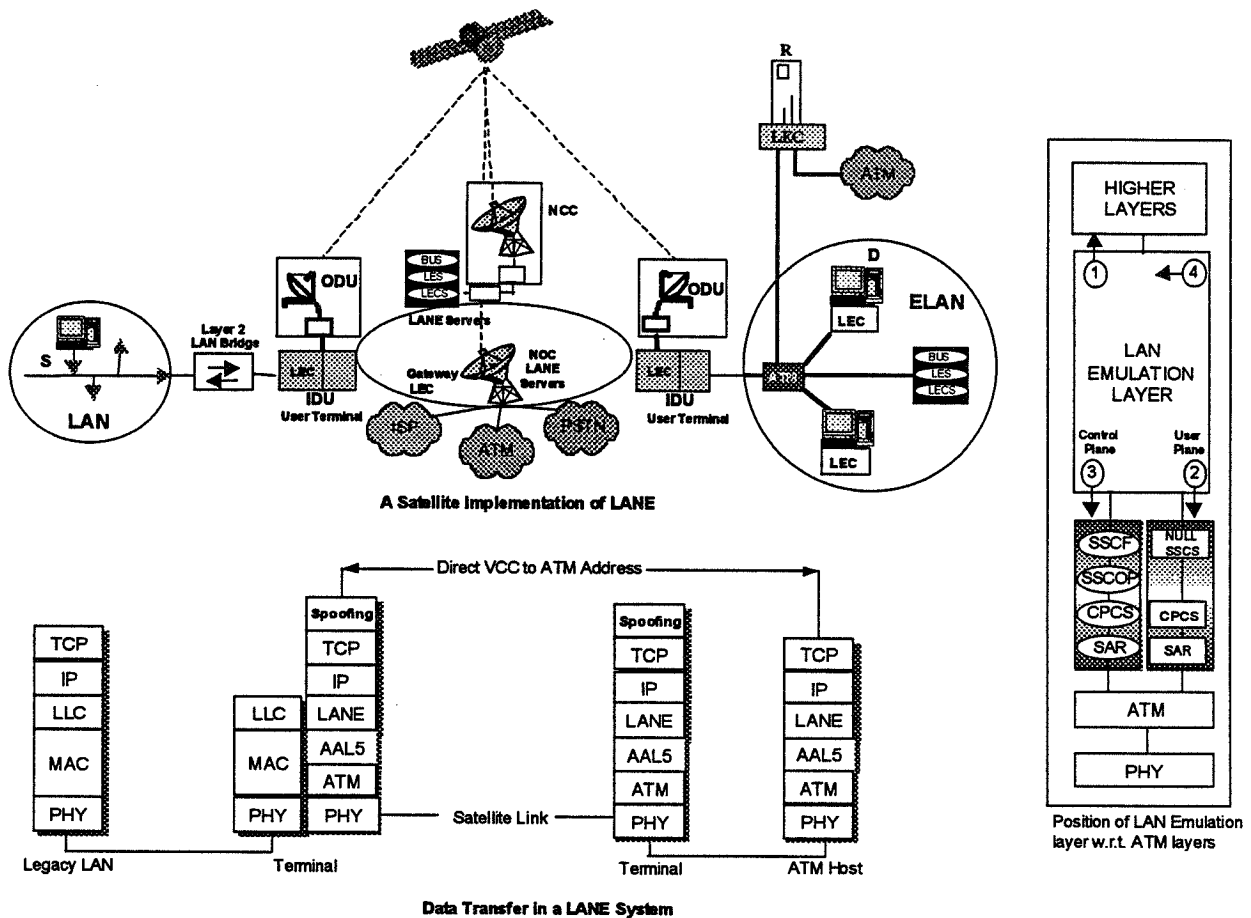 R
LEC
ATM
NCC
BUS
LES
LECS
LANE Servers
ODU
ODU
Layer 2
LAN Bridge
S
LAN
LEC
IDU
User Terminal
Gateway
LEC
NOC
LANE
Servers
ISP
ATM
PSTN
LEC
IDU
User Terminal
D
ELAN
LEC
BUS
LES
LECS
LEC
A Satellite Implementation of LANE
HIGHER
LAYERS
1
4
LAN
EMULATION
LAYER
Control
Plane
User
Plane
3
2
SSCF
SSCOP
CPCS
SAR
NULL
SSCS
CPCS
SAR
ATM
PHY
Position of LAN Emulation
layer w.r.t. ATM layers
Direct VCC to ATM Address
TCP
IP
LLC
MAC
PHY
Legacy LAN
LLC
MAC
PHY
Spoofing
TCP
IP
LANE
AAL5
ATM
PHY
Terminal
Satellite Link
Spoofing
TCP
IP
LANE
AAL5
ATM
PHY
Terminal
TCP
IP
LANE
AAL5
ATM
PHY
ATM Host
Data Transfer in a LANE System